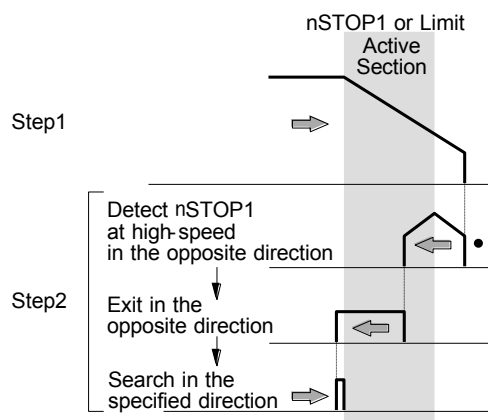 nSTOP1 or Limit
Active
Section
Step1
Detect nSTOP1
at high-speed
in the opposite direction
Step2
Exit in the
opposite direction
Search in the
specified direction